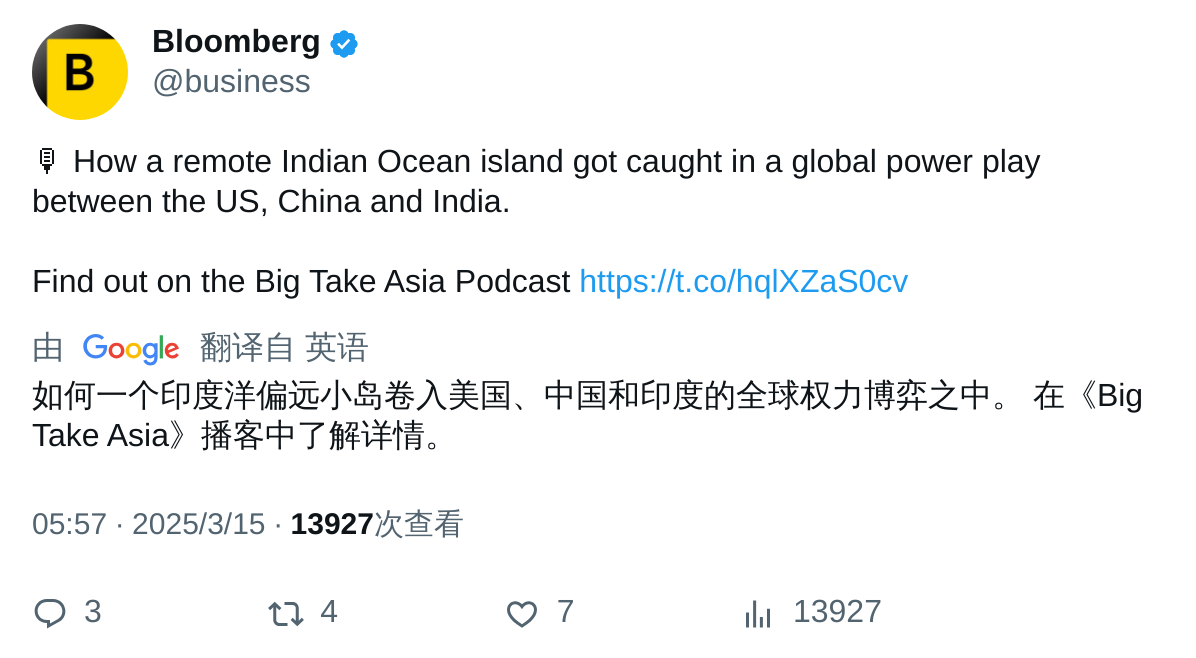 B
Bloomberg
@business
🎙 How a remote Indian Ocean island got caught in a global power play
between the US, China and India.
Find out on the Big Take Asia Podcast https://t.co/hqlXZaS0cv
由 Google 翻译自 英语
如何一个印度洋偏远小岛卷入美国、中国和印度的全球权力博弈之中。 在《Big
Take Asia》播客中了解详情。
05:57 · 2025/3/15 · 13927次查看
3 4 7 13927